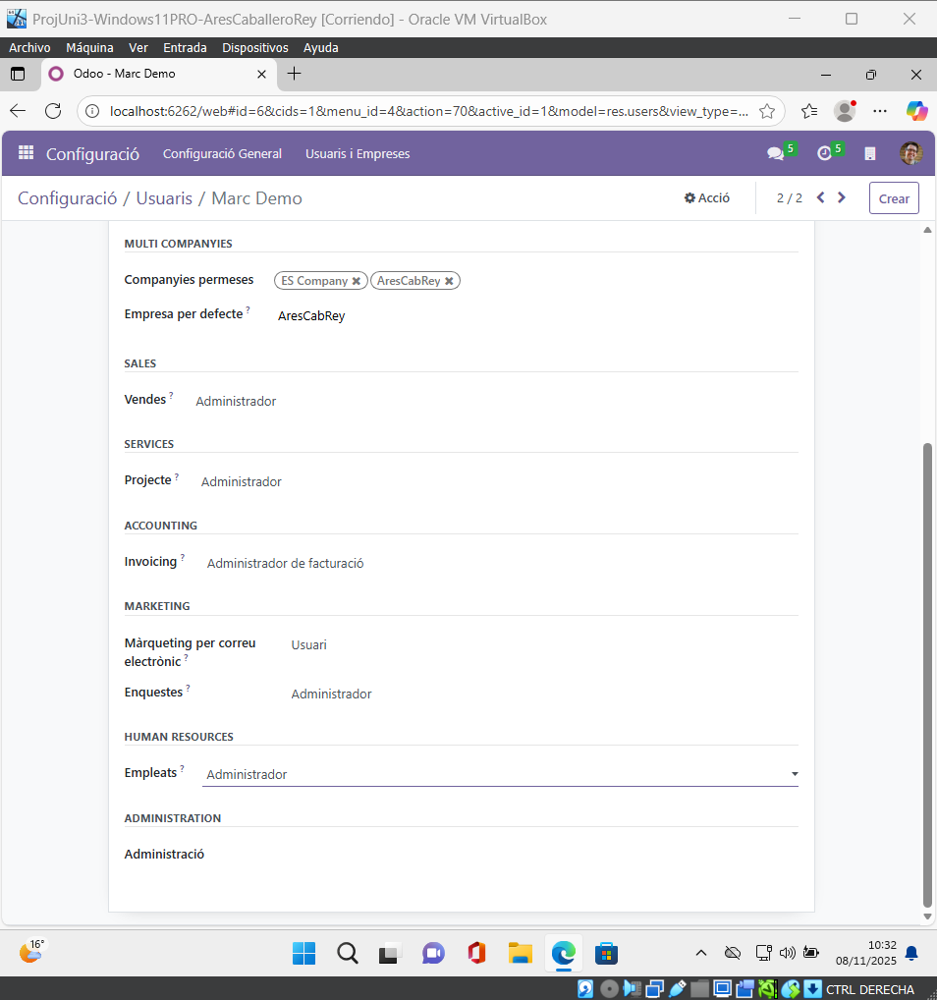 ProjUni3-Windows11PRO-AresCaballeroRey [Corriendo] - Oracle VM VirtualBox
Archivo Máquina Ver Entrada Dispositivos Ayuda
Odoo - Marc Demo
localhost:6262/web#id=6&cids=1&menu_id=4&action=70&active_id=1&model=res.users&view_type=...
Configuració Configuració General Usuaris i Empreses 5 5
Configuració / Usuaris / Marc Demo Acció 2 / 2 Crear
MULTI COMPANYIES
Companyies permeses ES Company AresCabRey
Empresa per defecte ? AresCabRey
SALES
Vendes ? Administrador
SERVICES
Projecte ? Administrador
ACCOUNTING
Invoicing ? Administrador de facturació
MARKETING
Màrqueting per correu
electrònic ? Usuari
Enquestes ? Administrador
HUMAN RESOURCES
Empleats ? Administrador
ADMINISTRATION
Administració
16°
10:32
08/11/2025
CTRL DERECHA